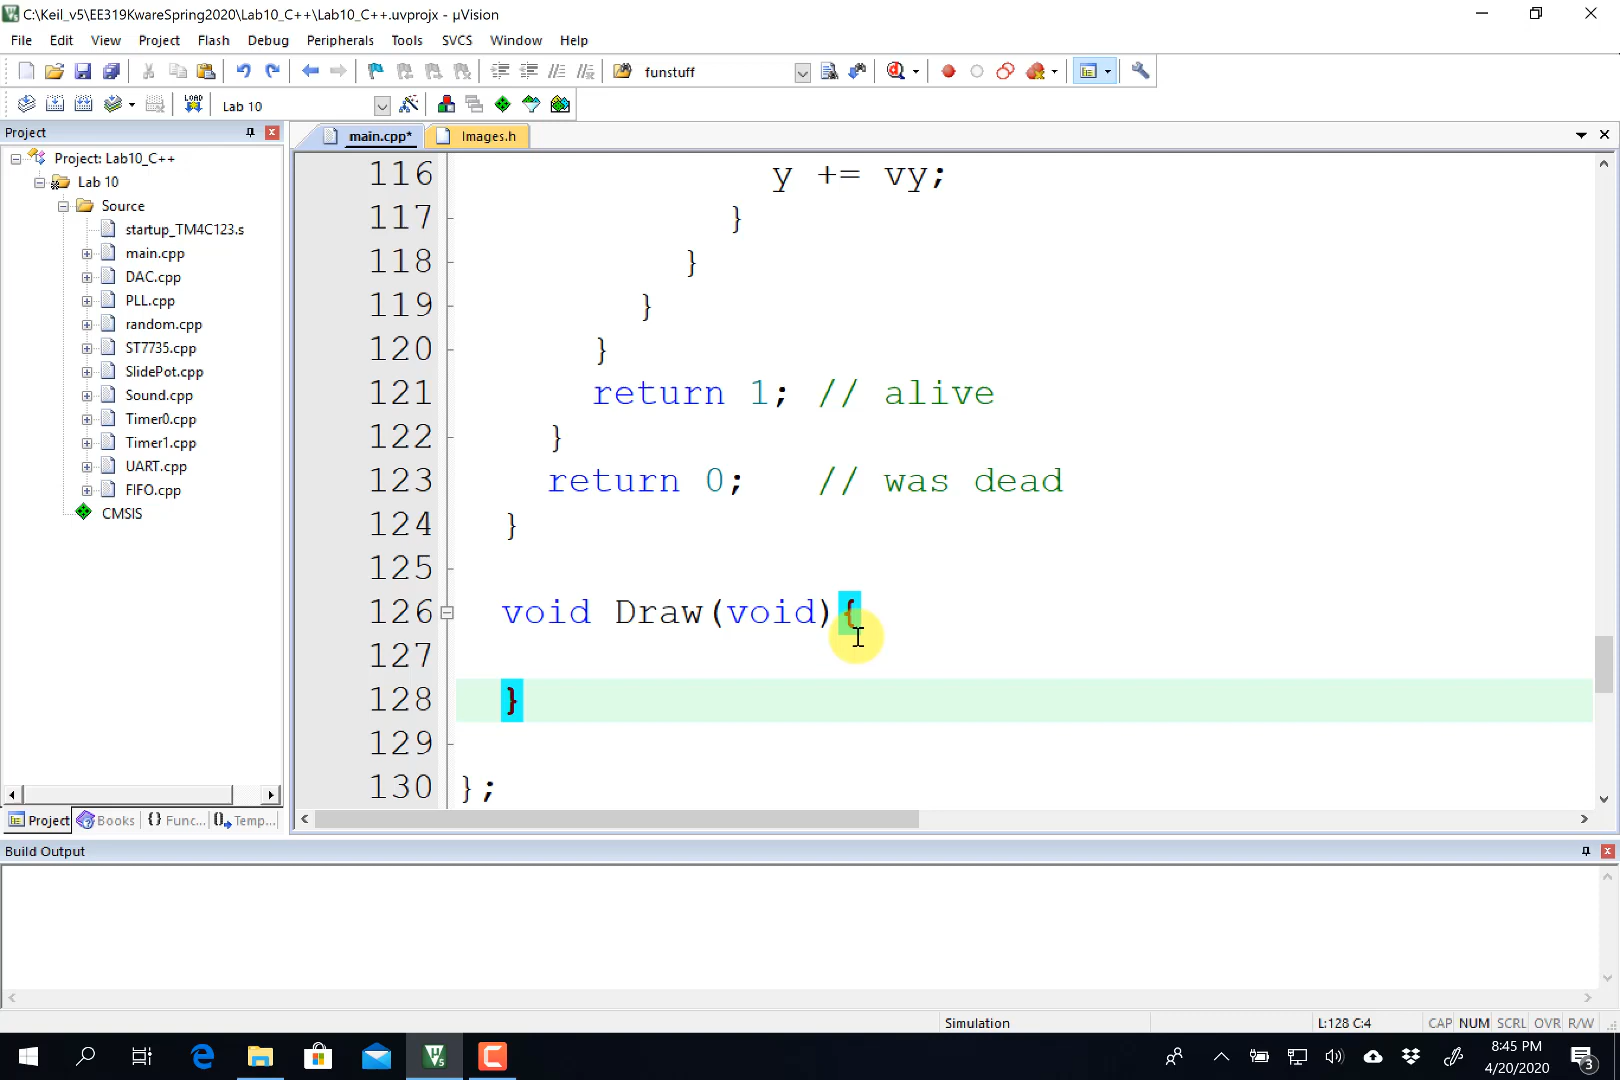 C:\Keil_v5\EE319KwareSpring2020\Lab10_C++\Lab10_C++.uvprojx - µVision
File Edit View Project Flash Debug Peripherals Tools SVCS Window Help
funstuff
LOAD Lab 10
Project
Project: Lab10_C++
Lab 10
Source
startup_TM4C123.s
main.cpp
DAC.cpp
PLL.cpp
random.cpp
ST7735.cpp
SlidePot.cpp
Sound.cpp
Timer0.cpp
Timer1.cpp
UART.cpp
FIFO.cpp
CMSIS
Project Books {} Func... 0 Temp...
main.cpp* Images.h
116 y += vy;
117 }
118 }
119 }
120 }
121 return 1; // alive
122 }
123 return 0; // was dead
124 }
125
126 void Draw(void){
127
128 }
129
130 };
Build Output
Simulation L:128 C:4 CAP NUM SCRL OVR R/W
8:45 PM
4/20/2020
3